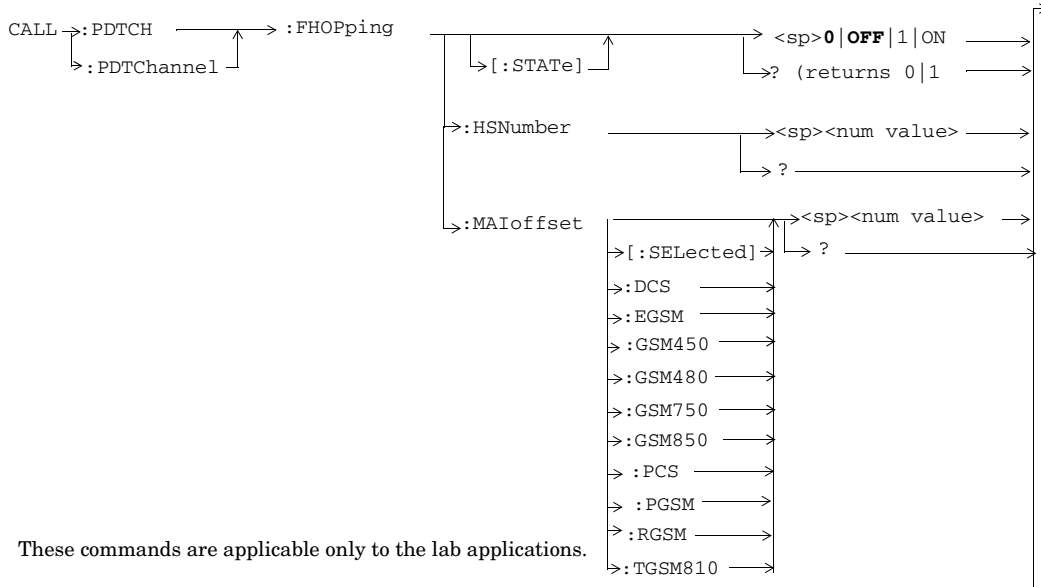 CALL :PDTCH :FHOPping <sp>0|OFF|1|ON
:PDTChannel [:STATe] ? (returns 0|1
:HSNumber <sp><num value>
?
:MAIoffset <sp><num value>
[:SELected] ?
:DCS
:EGSM
:GSM450
:GSM480
:GSM750
:GSM850
:PCS
:PGSM
:RGSM
These commands are applicable only to the lab applications.
:TGSM810